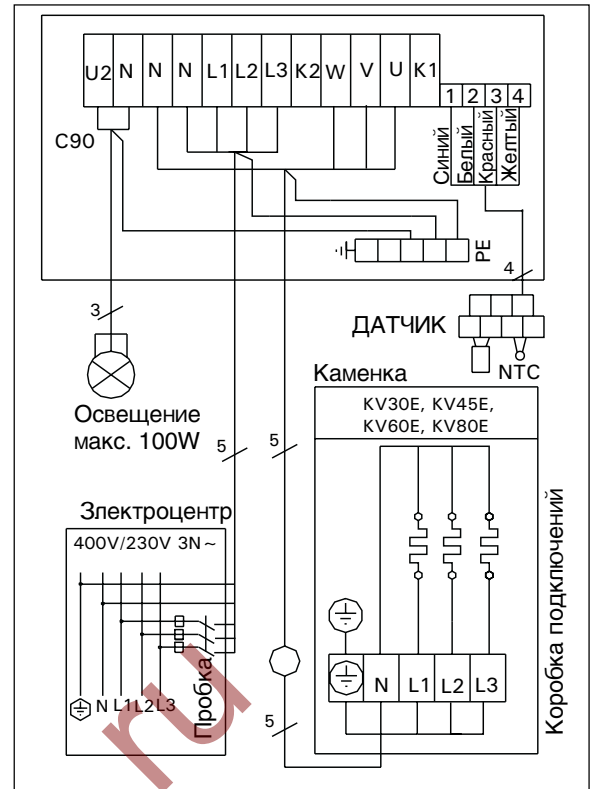 U2 N N N L1 L2 L3 K2 W V U K1
1 2 3 4
C90
Синий
Белый
Красный
Желтый
PE
4
3
ДАТЧИК
NTC
Освещение
макс. 100W
5
5
Каменка
KV30E, KV45E,
KV60E, KV80E
Злектроцентр
400V/230V 3N~
N L1 L2 L3
Пробка
5
N L1 L2 L3
Коробка подключений
ru